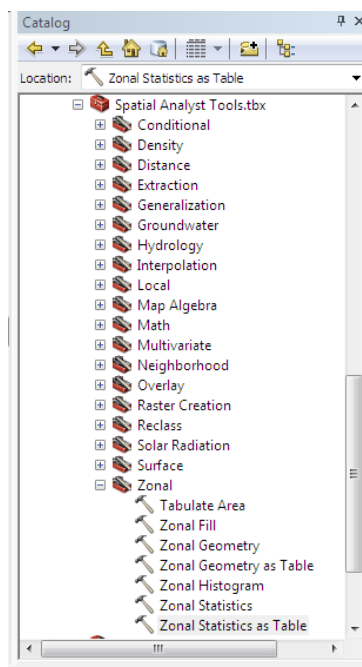 Catalog
Location: Zonal Statistics as Table
Spatial Analyst Tools.tbx
Conditional
Density
Distance
Extraction
Generalization
Groundwater
Hydrology
Interpolation
Local
Map Algebra
Math
Multivariate
Neighborhood
Overlay
Raster Creation
Reclass
Solar Radiation
Surface
Zonal
Tabulate Area
Zonal Fill
Zonal Geometry
Zonal Geometry as Table
Zonal Histogram
Zonal Statistics
Zonal Statistics as Table